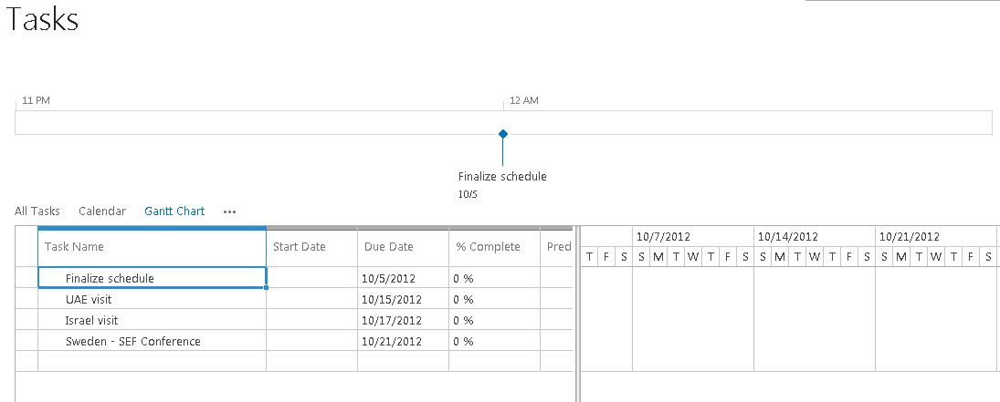 Tasks
11 PM 12 AM
Finalize schedule
10/5
All Tasks Calendar Gantt Chart •••
10/7/2012 10/14/2012 10/21/2012
Task Name Start Date Due Date % Complete Pred
T F S S M T W T F S S M T W T F S S M T W T F S
Finalize schedule 10/5/2012 0 %
UAE visit 10/15/2012 0 %
Israel visit 10/17/2012 0 %
Sweden - SEF Conference 10/21/2012 0 %